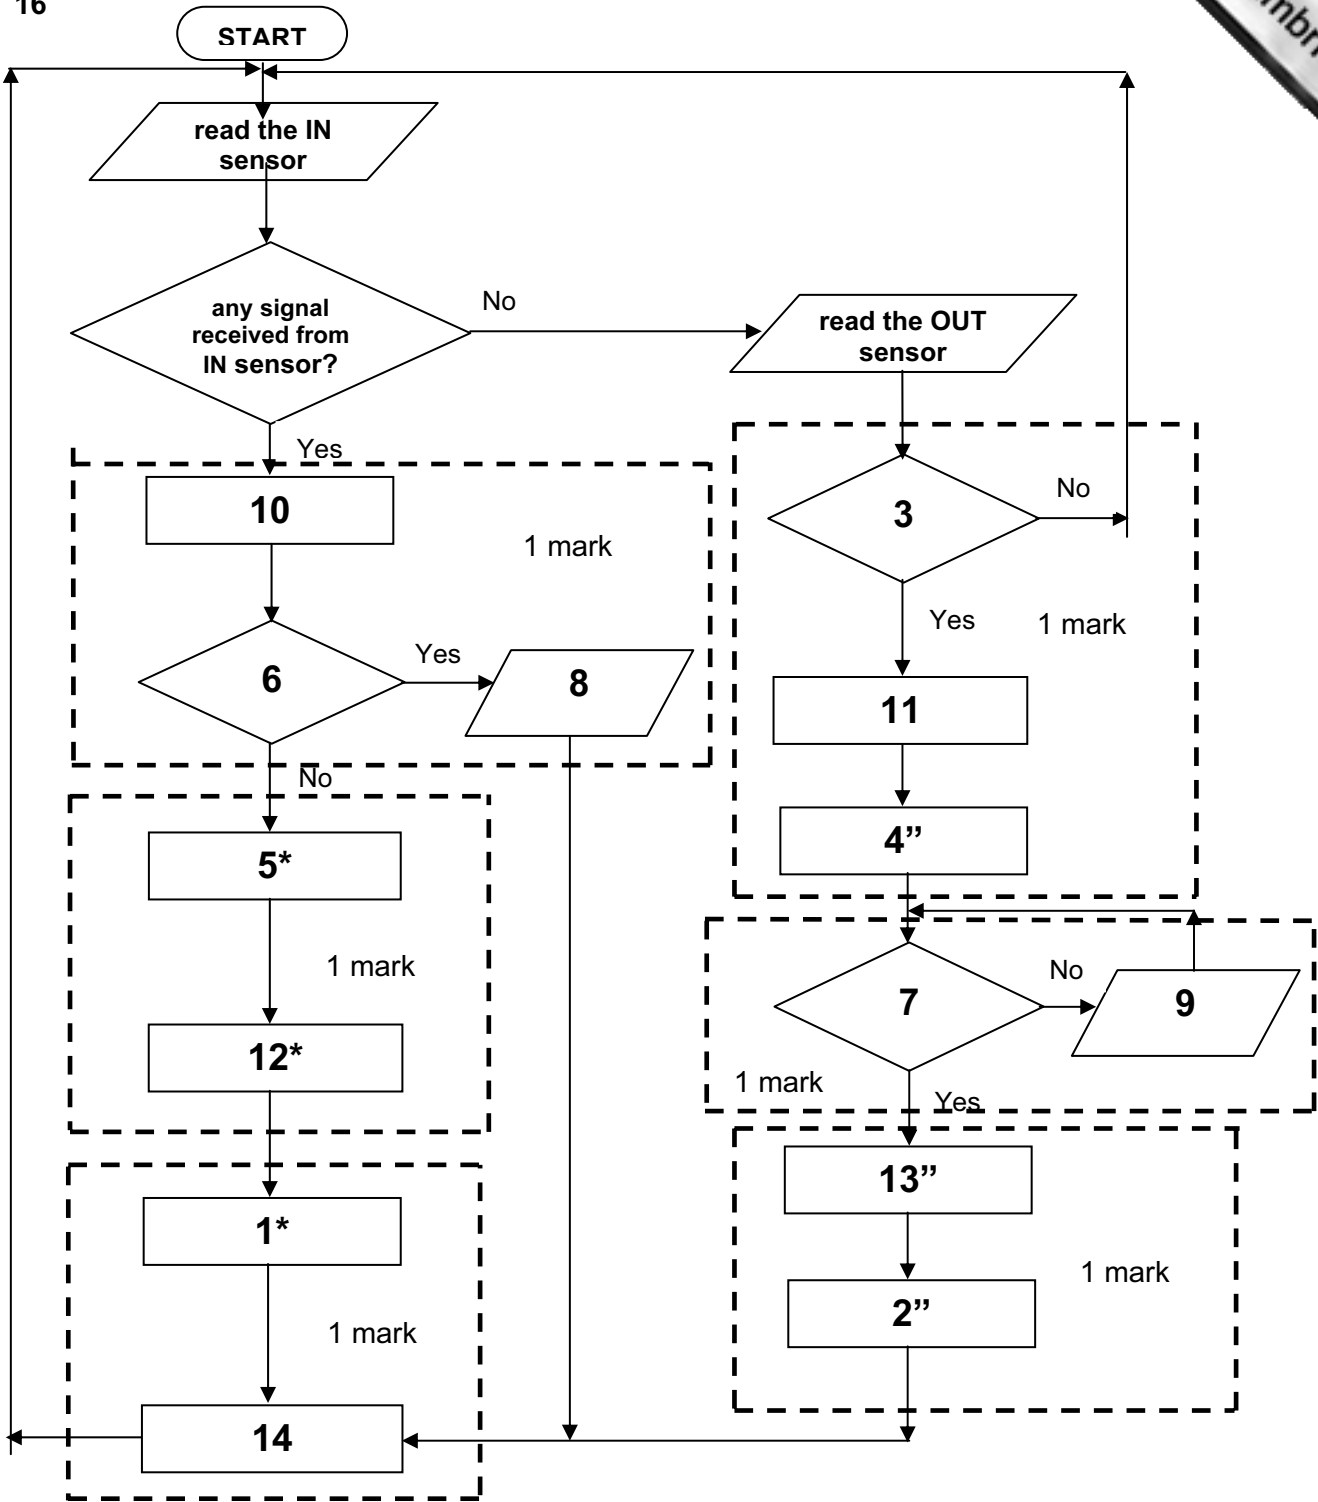 16
START
read the IN
sensor
any signal
received from
IN sensor?
No
read the OUT
sensor
Yes
10
1 mark
6
Yes
8
No
3
No
Yes
1 mark
11
4”
5*
1 mark
12*
7
No
9
1 mark
Yes
1*
1 mark
14
13”
1 mark
2”